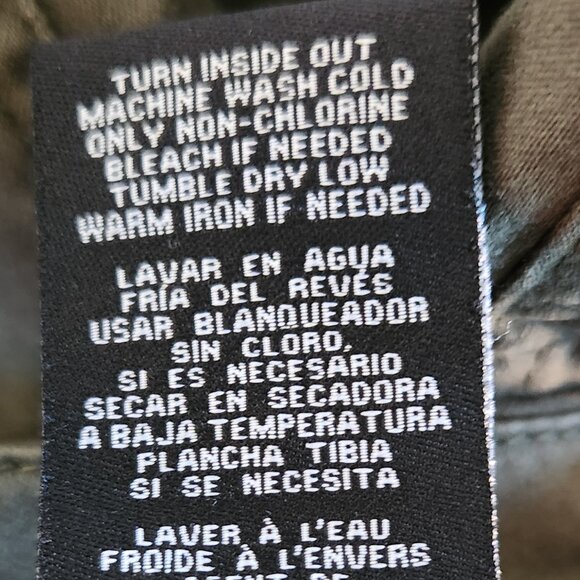 TURN INSIDE OUT
MACHINE WASH COLD
ONLY NON-CHLORINE
BLEACH IF NEEDED
TUMBLE DRY LOW
WARM IRON IF NEEDED
LAVAR EN AGUA
FRÍA DEL REVÉS
USAR BLANQUEADOR
SIN CLORO,
SI ES NECESARIO
SECAR EN SECADORA
A BAJA TEMPERATURA
PLANCHA TIBIA
SI SE NECESITA
LAVER À L'EAU
FROIDE À L'ENVERS